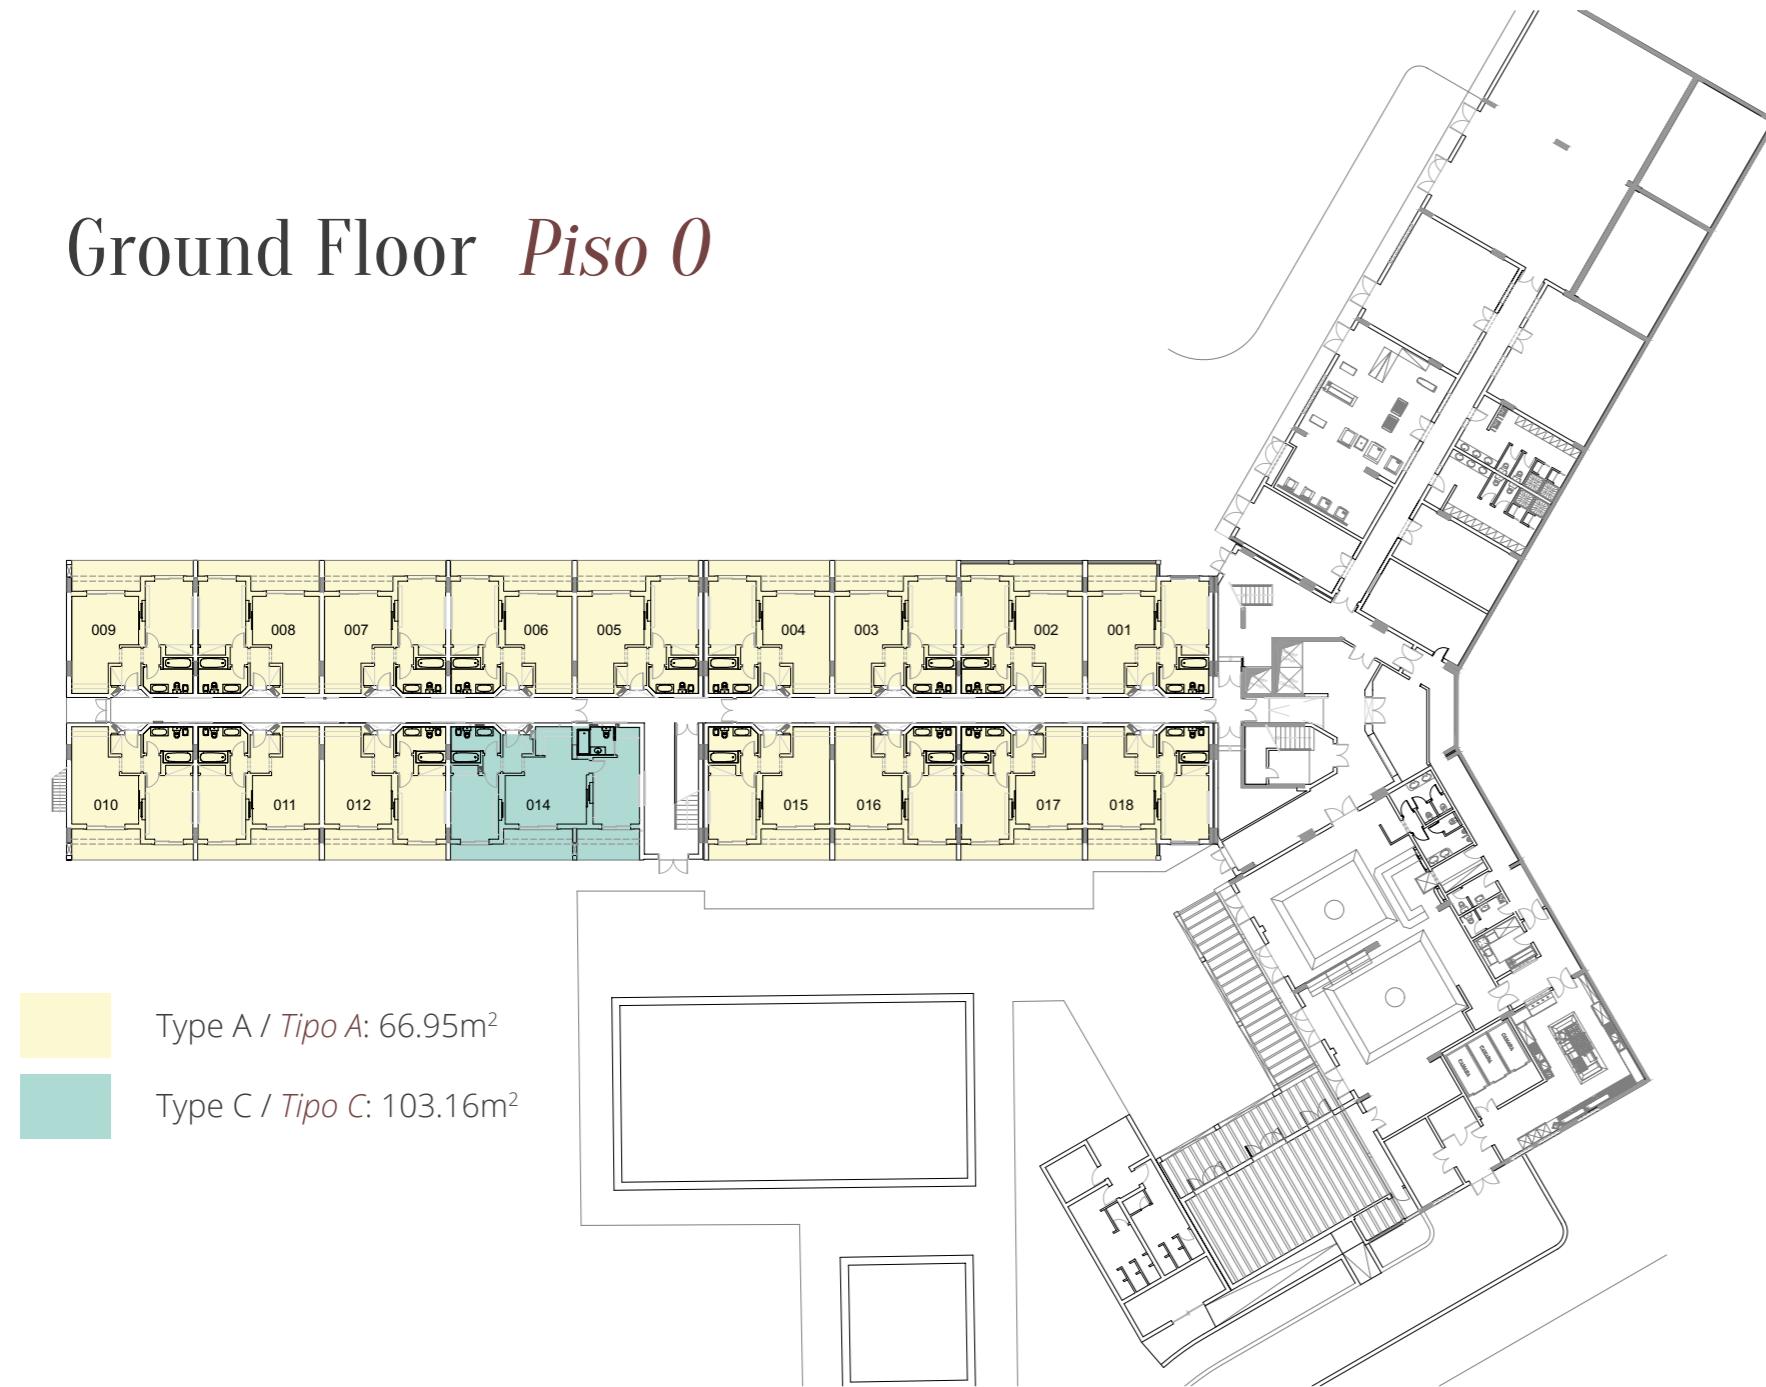 Ground Floor Piso 0
009 008 007 006 005 004 003 002 001
010 011 012 014 015 016 017 018
Type A / Tipo A: 66.95m²
Type C / Tipo C: 103.16m²